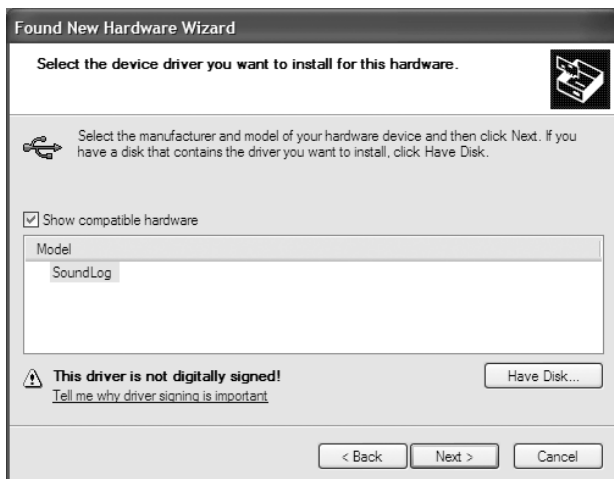 Found New Hardware Wizard
Select the device driver you want to install for this hardware.
Select the manufacturer and model of your hardware device and then click Next. If you
have a disk that contains the driver you want to install, click Have Disk.
Show compatible hardware
Model
SoundLog
This driver is not digitally signed!
Tell me why driver signing is important
Have Disk...
< Back
Next >
Cancel